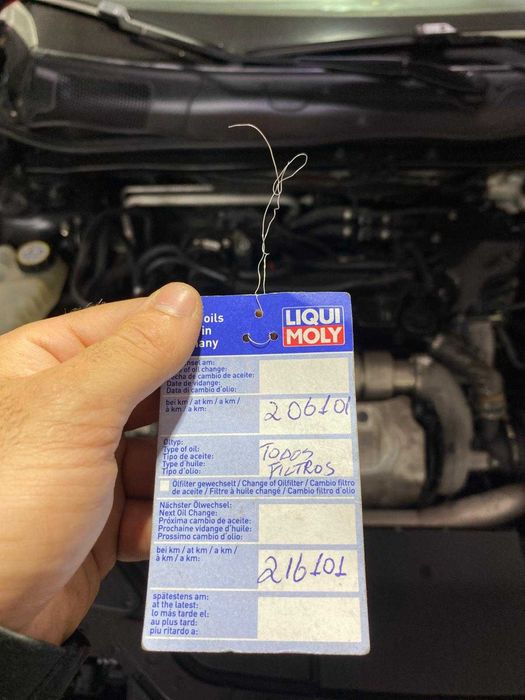 oils
in
any
LIQUI
MOLY
of oil change:
echa de cambio de aceite:
Date de vidange:
Data di cambio d'olio:
bei km / at km / a km /
à km / a km:
206101
Öltyp:
Type of oil:
Tipo de aceite:
Type d'huile:
Tipo d'olio:
TODOS
FILTROS
Ölfilter gewechselt / Change of Oilfilter / Cambio filtro
de aceite / Filtre à huile changé / Cambio filtro d'olio
Nächster Ölwechsel:
Next Oil Change:
Próxima cambio de aceite:
Prochaine vidange d'huile:
Prossimo cambio d'olio:
bei km / at km / a km /
à km / a km:
216101
spätestens am:
at the latest:
lo más tarde el:
au plus tard:
piu ritardo a: